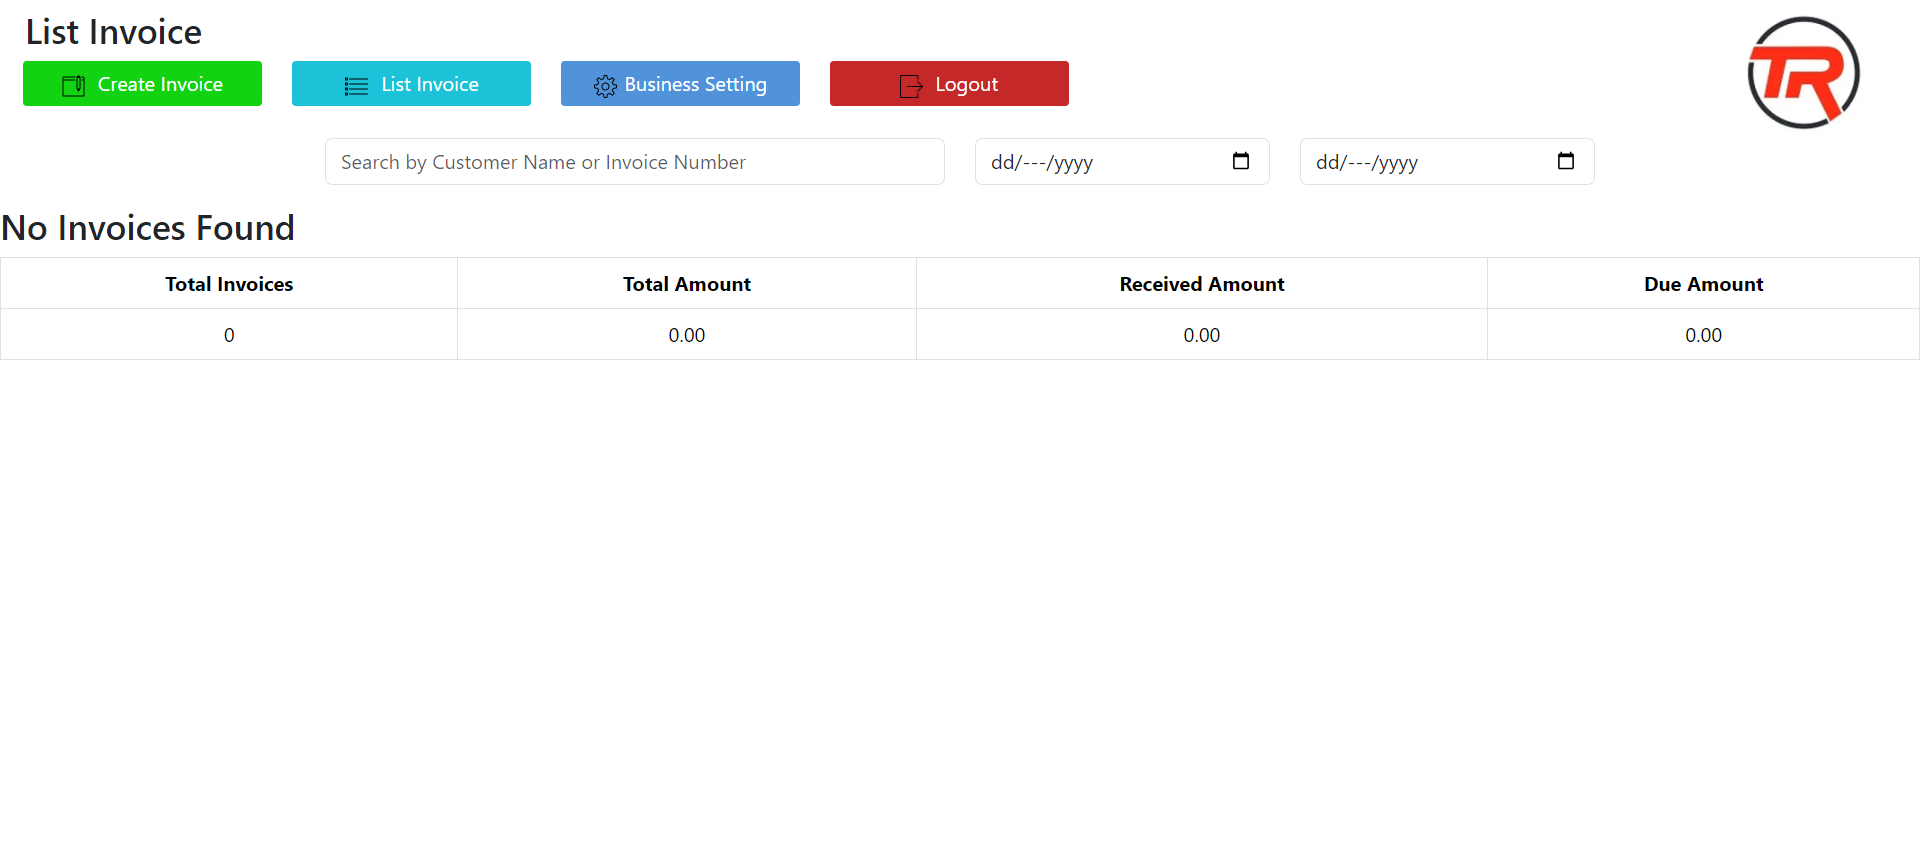 List Invoice
TR
Create Invoice List Invoice Business Setting Logout
Search by Customer Name or Invoice Number dd/---/yyyy dd/---/yyyy
No Invoices Found
Total Invoices Total Amount Received Amount Due Amount
0 0.00 0.00 0.00